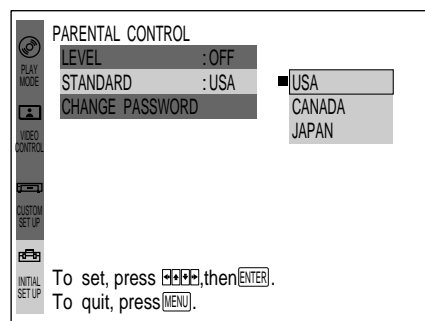 PARENTAL CONTROL
LEVEL : OFF
STANDARD : USA
CHANGE PASSWORD
USA
CANADA
JAPAN
PLAY
MODE
VIDEO
CONTROL
CUSTOM
SET UP
INITIAL
SET UP
To set, press ,then ENTER.
To quit, press MENU.